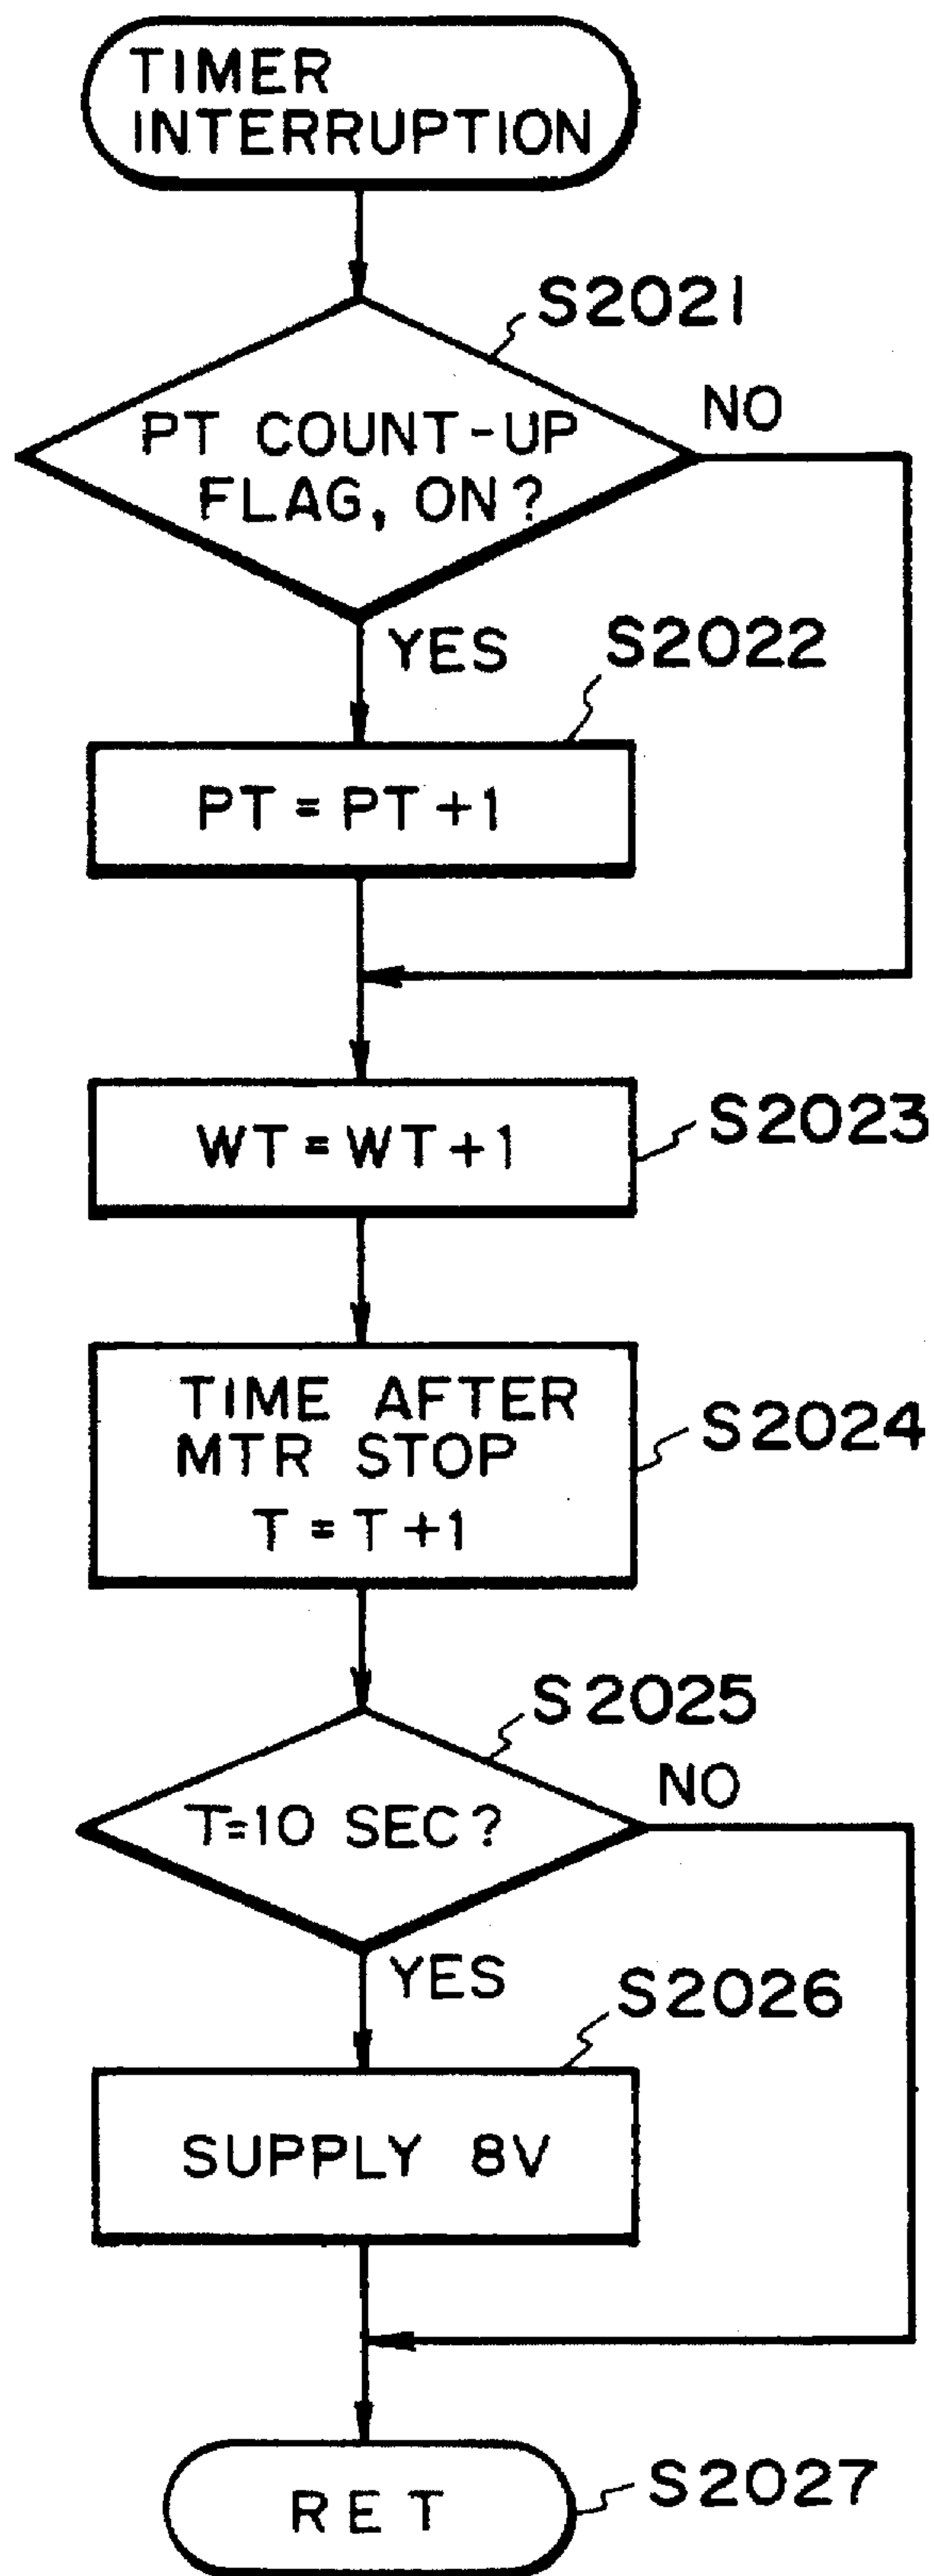 TIMER
INTERRUPTION
S2021
PT COUNT-UP
FLAG, ON?
NO
YES
S2022
PT = PT +1
WT = WT +1
S2023
TIME AFTER
MTR STOP
T = T +1
S2024
S2025
T=10 SEC?
NO
YES
S2026
SUPPLY 8V
RET
S2027